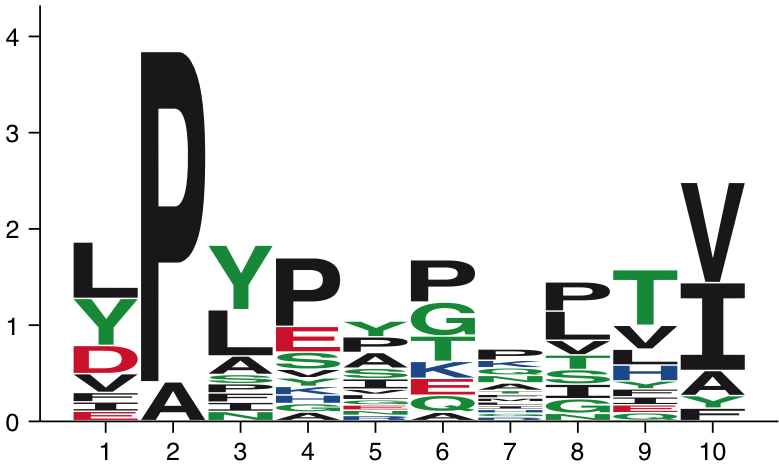 4
3
2
1
0
L Y D V F I E
P A
Y L A S P F I N
P E S V Y K H G A
Y P A S I V
P G T K E Q A
P K N A
P L V T S I G N
T V L H Y I E Q
V I A Y F
1 2 3 4 5 6 7 8 9 10